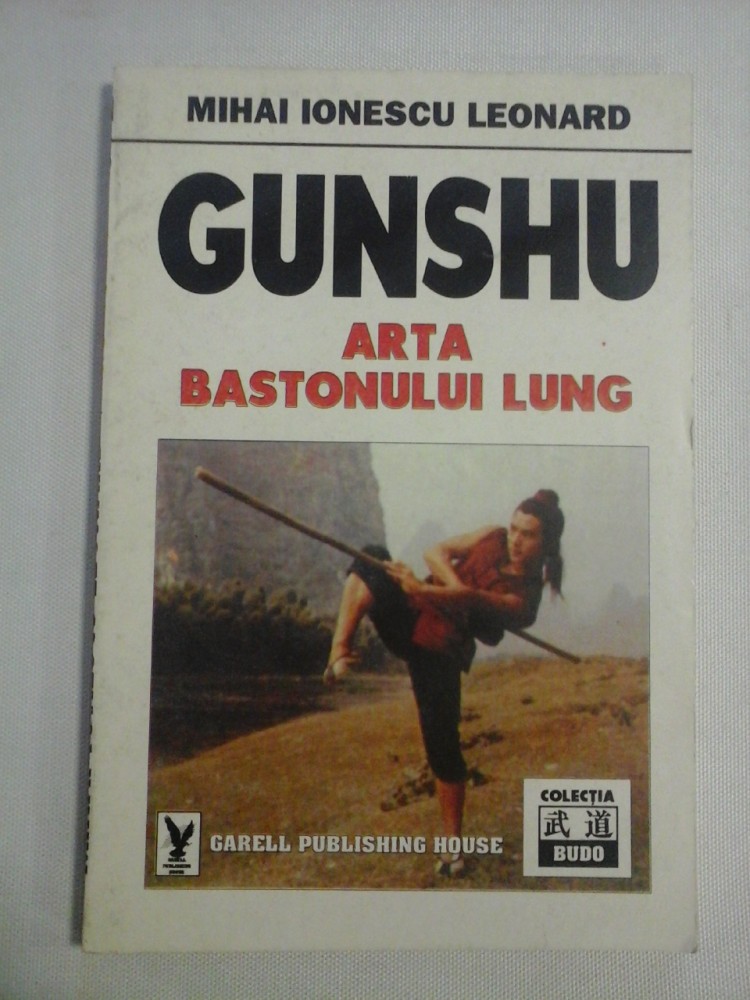 MIHAI IONESCU LEONARD
GUNSHU
ARTA
BASTONULUI LUNG
GARELL PUBLISHING HOUSE
COLECȚIA
武道
BUDO